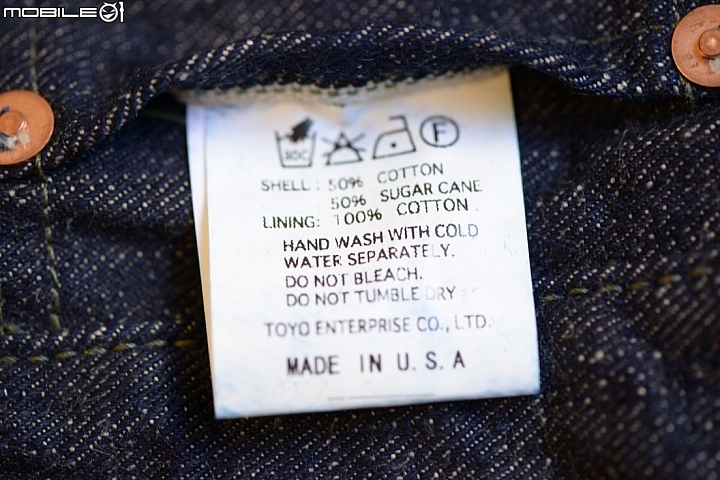 MOBILE01
30C
F
SHELL: 50% COTTON
50% SUGAR CANE
LINING: 100% COTTON
HAND WASH WITH COLD
WATER SEPARATELY.
DO NOT BLEACH.
DO NOT TUMBLE DRY
TOYO ENTERPRISE CO., LTD.
MADE IN U.S.A